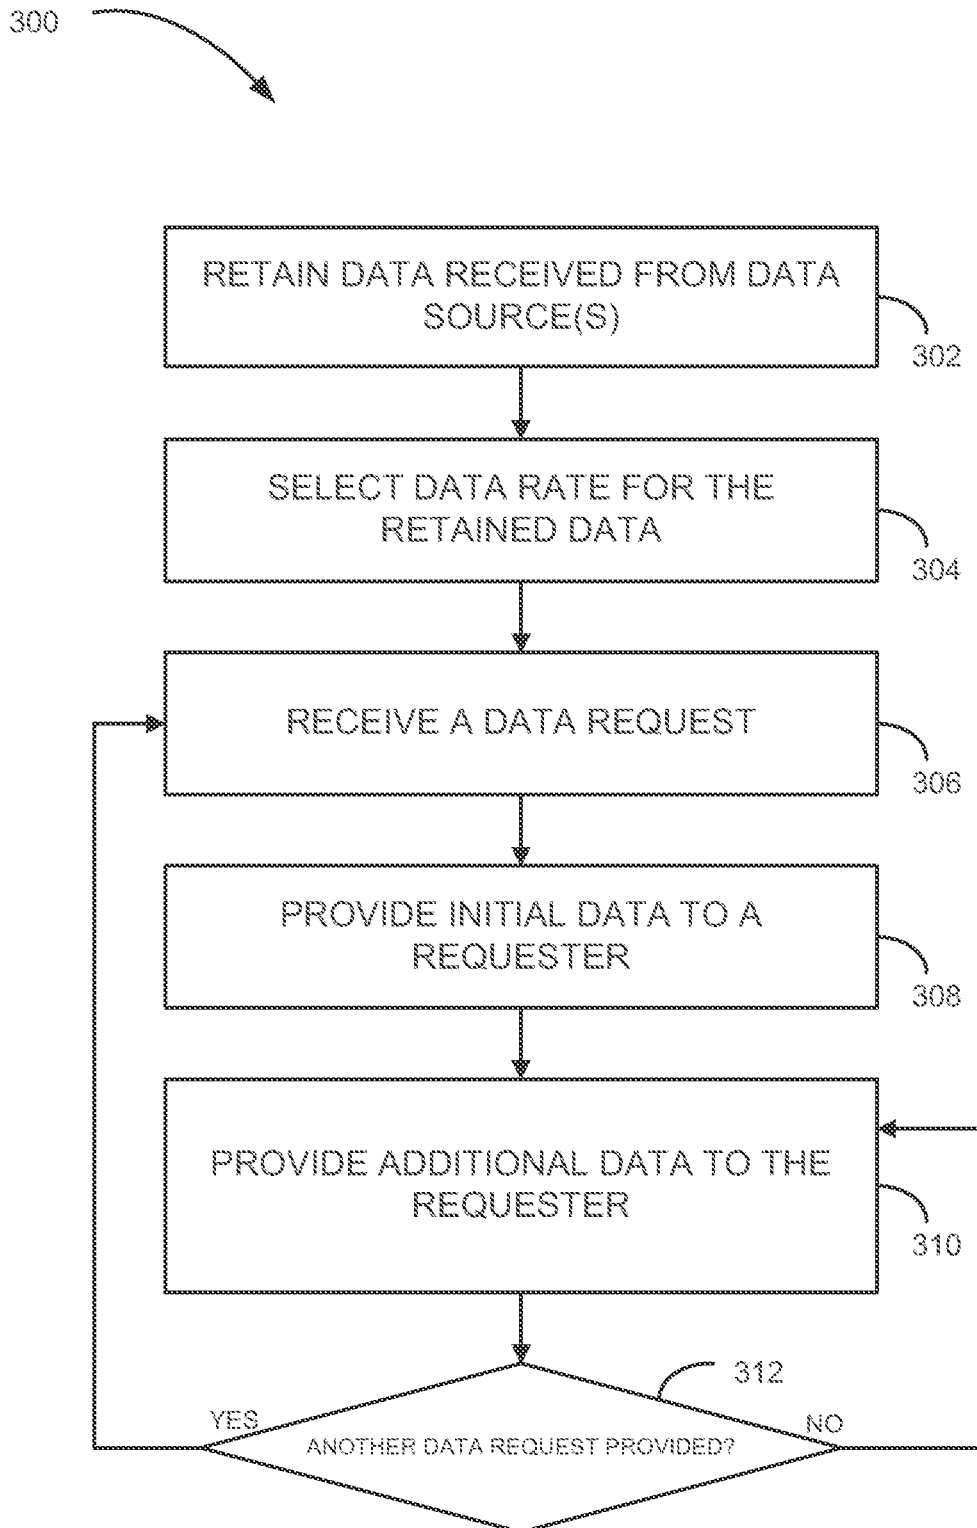 300
RETAIN DATA RECEIVED FROM DATA
SOURCE(S)
302
SELECT DATA RATE FOR THE
RETAINED DATA
304
RECEIVE A DATA REQUEST
306
PROVIDE INITIAL DATA TO A
REQUESTER
308
PROVIDE ADDITIONAL DATA TO THE
REQUESTER
310
312
YES
ANOTHER DATA REQUEST PROVIDED?
NO